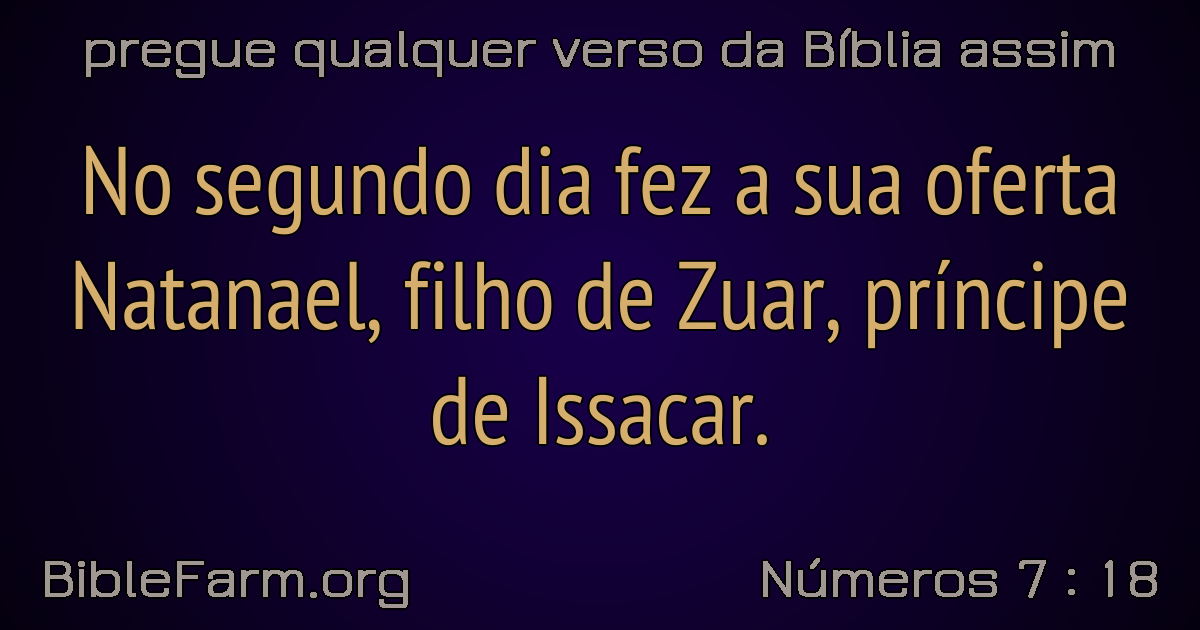 pregue qualquer verso da Bíblia assim
No segundo dia fez a sua oferta
Natanael, filho de Zuar, príncipe
de Issacar.
BibleFarm.org
Números 7 : 18